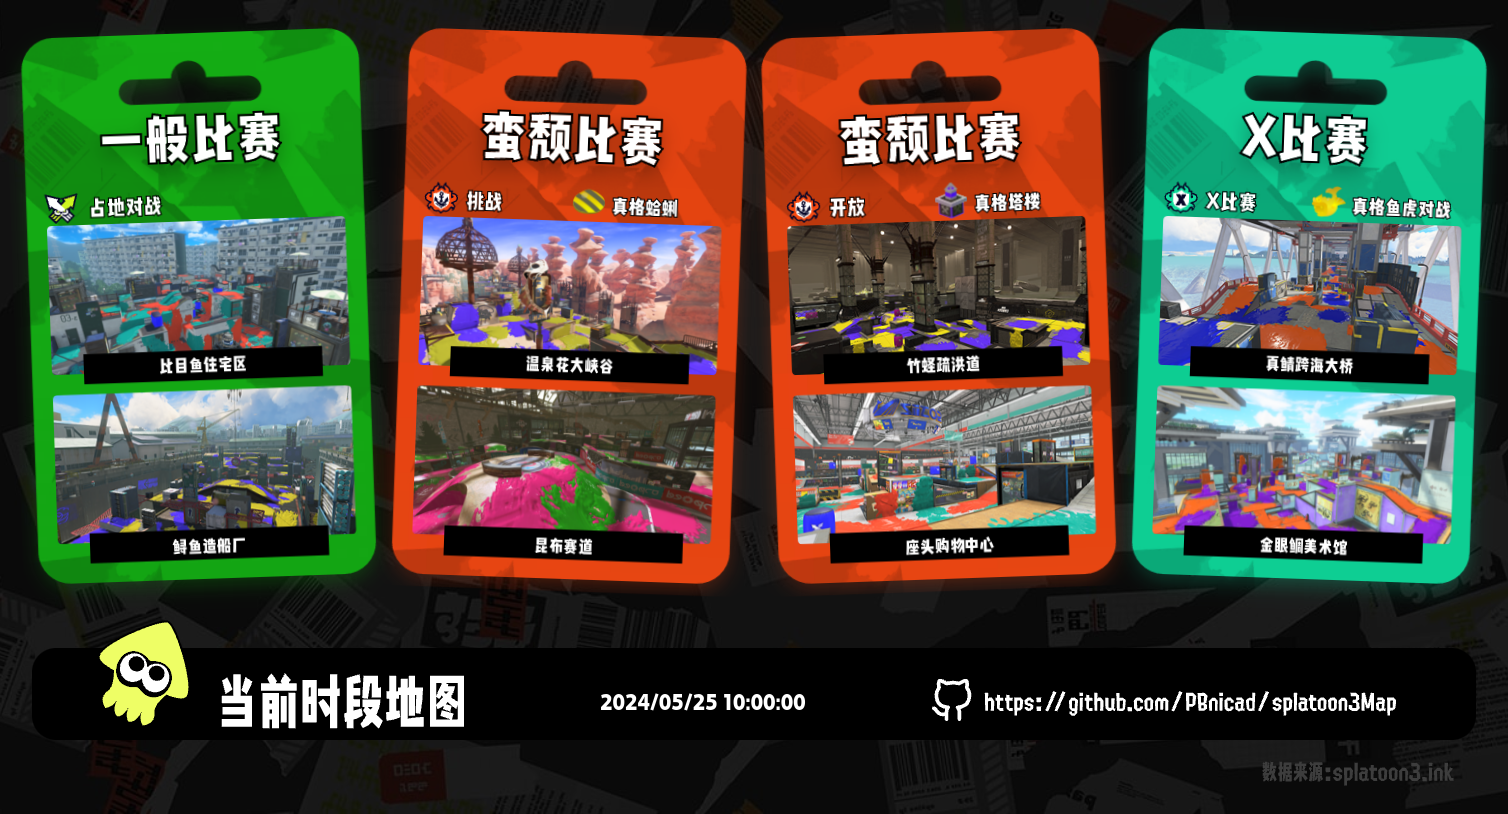 一般比赛
占地对战
比目鱼住宅区
鲟鱼造船厂
蛮颓比赛
挑战
真格蛤蜊
温泉花大峡谷
昆布赛道
蛮颓比赛
开放
真格塔楼
竹蛏疏洪道
座头购物中心
X比赛
X比赛
真格鱼虎对战
真鲭跨海大桥
金眼鲷美术馆
当前时段地图
2024/05/25 10:00:00
https://github.com/PBnicad/splatoon3Map
数据来源:splatoon3.ink